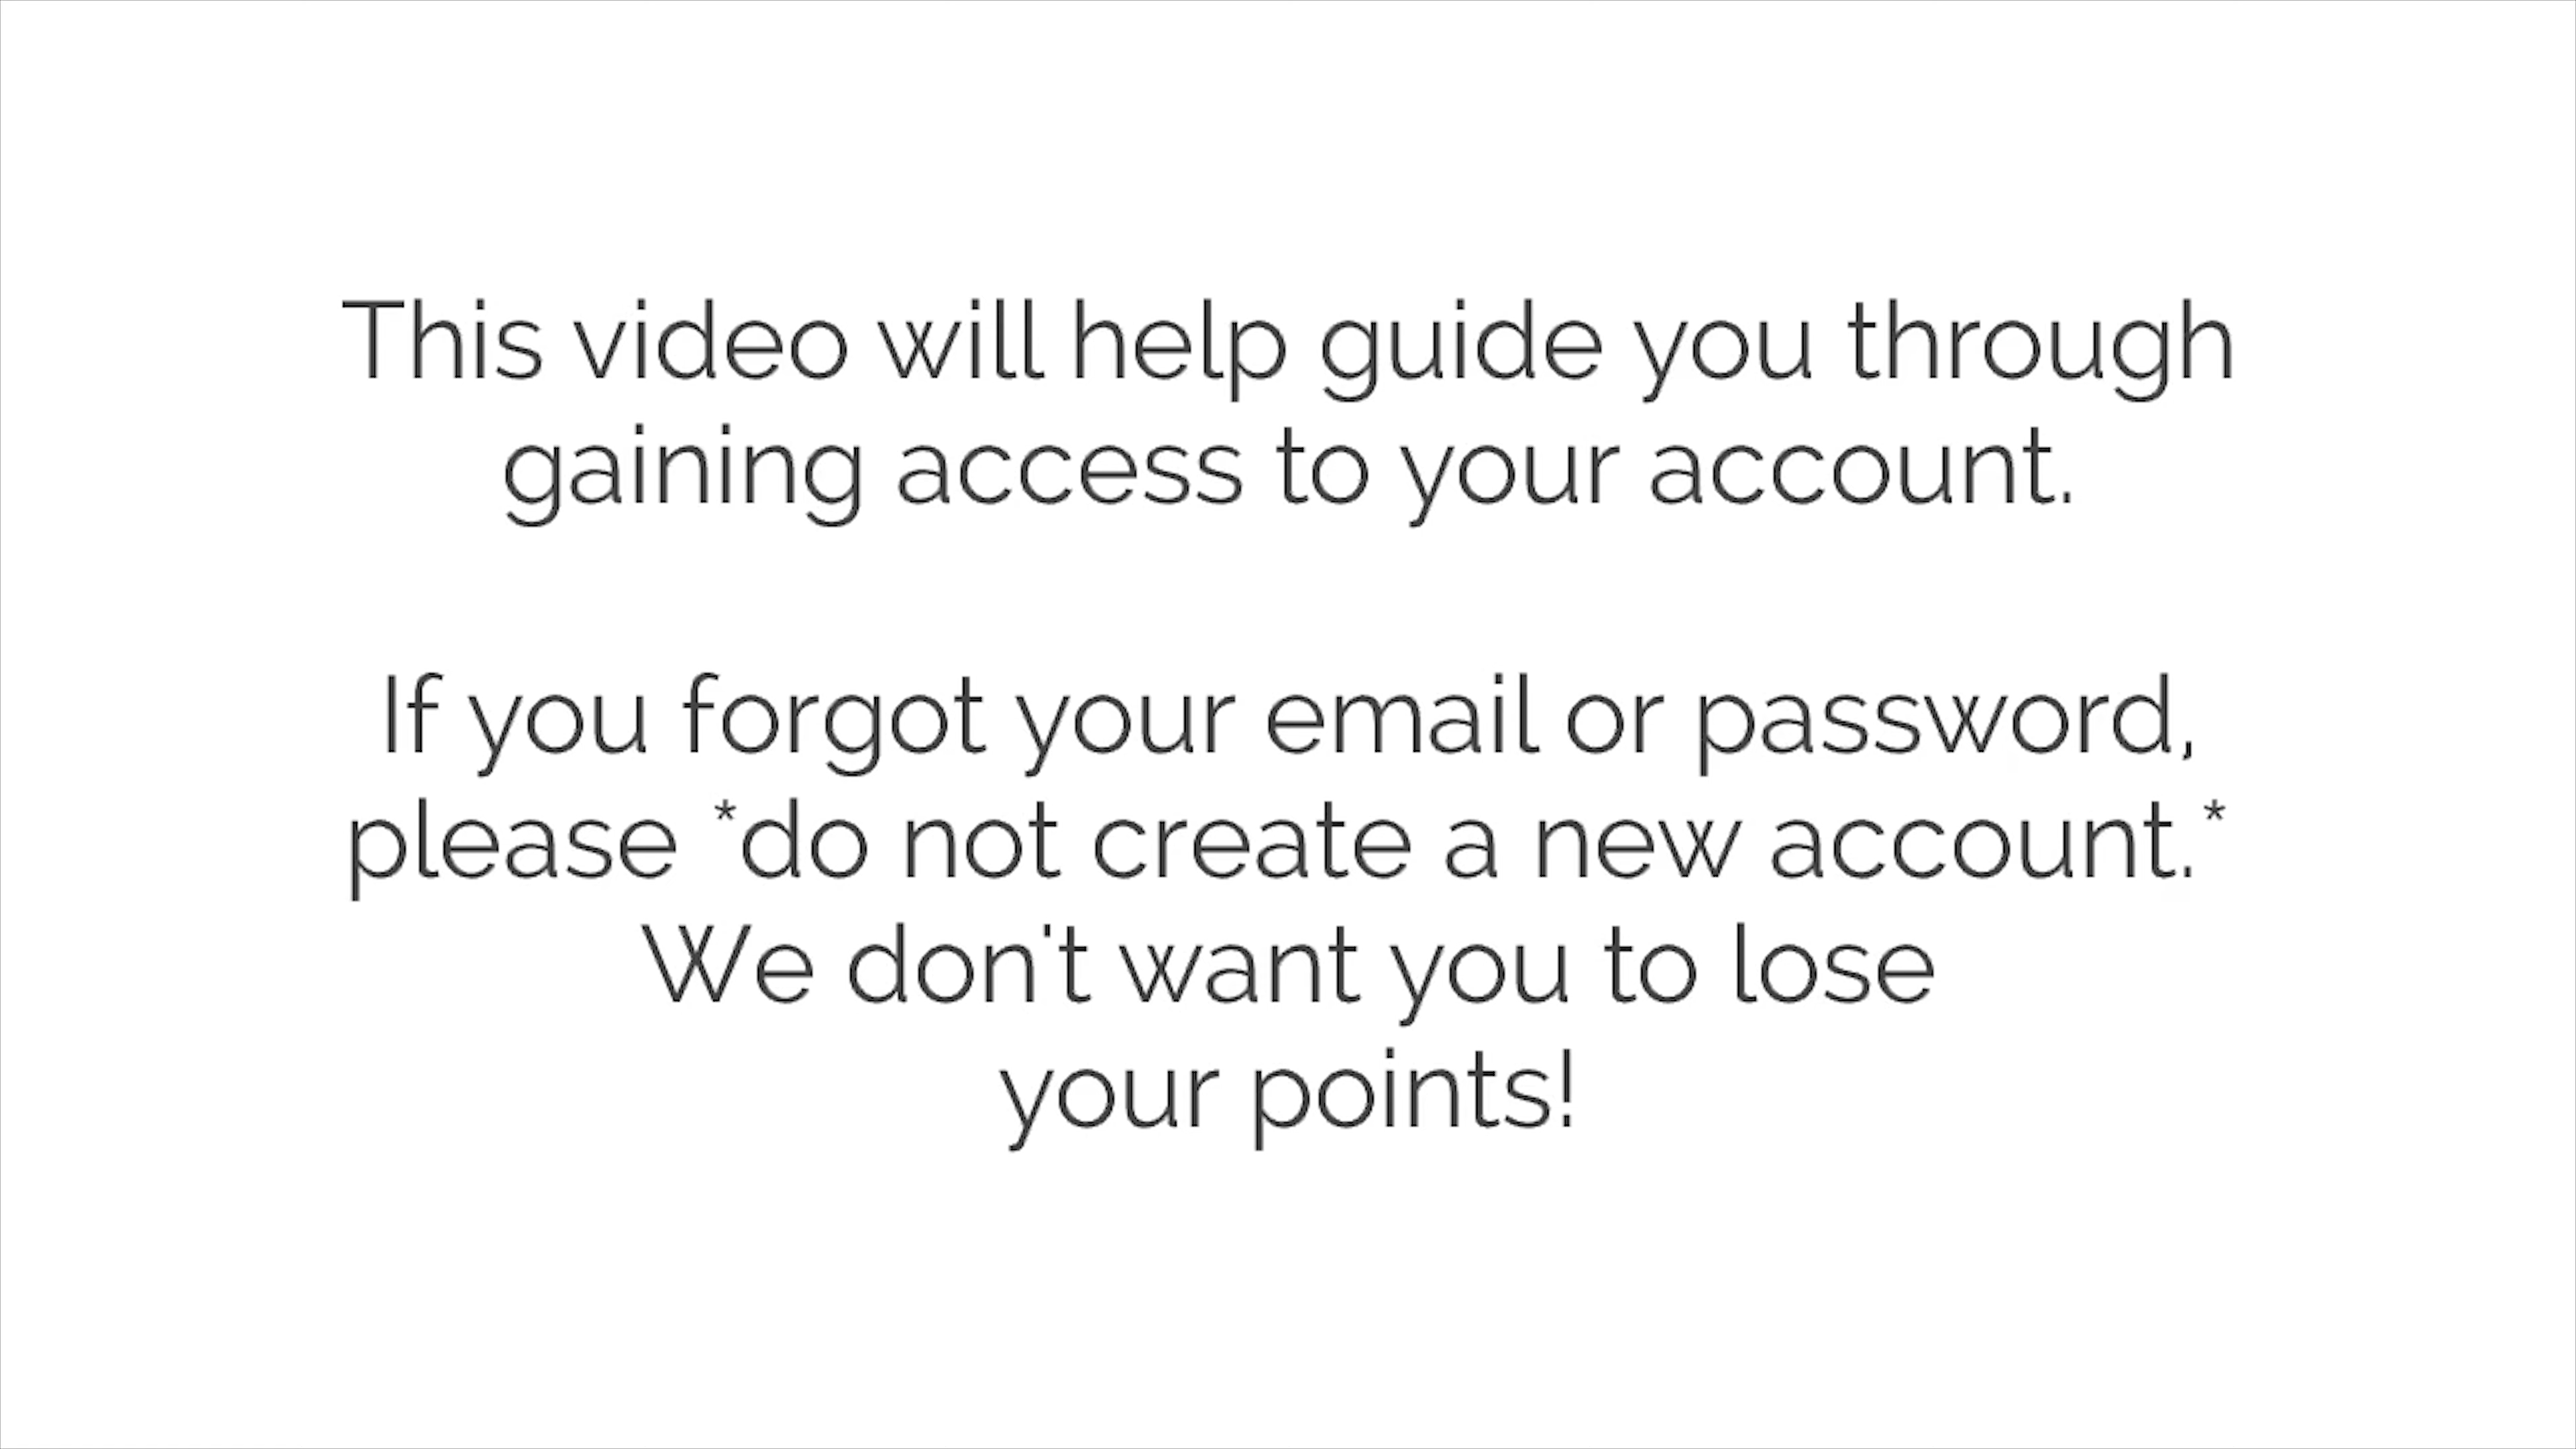 This video will help guide you through
gaining access to your account.
If you forgot your email or password,
please *do not create a new account.*
We don't want you to lose
your points!